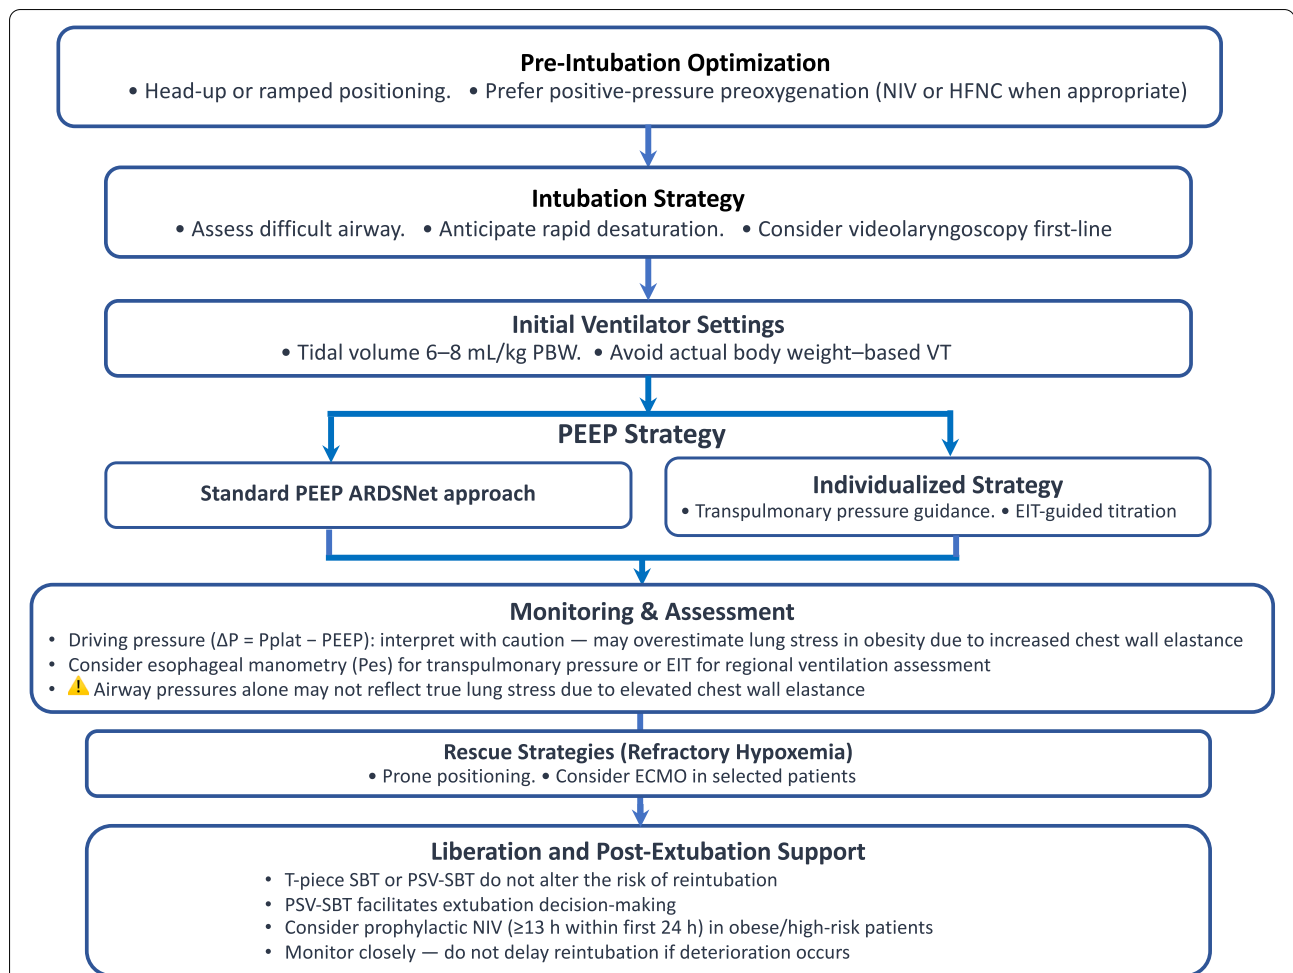 Pre-Intubation Optimization
• Head-up or ramped positioning. • Prefer positive-pressure preoxygenation (NIV or HFNC when appropriate)
Intubation Strategy
• Assess difficult airway. • Anticipate rapid desaturation. • Consider videolaryngoscopy first-line
Initial Ventilator Settings
• Tidal volume 6–8 mL/kg PBW. • Avoid actual body weight–based VT
PEEP Strategy
Standard PEEP ARDSNet approach
Individualized Strategy
• Transpulmonary pressure guidance. • EIT-guided titration
Monitoring & Assessment
• Driving pressure (ΔP = Pplat − PEEP): interpret with caution — may overestimate lung stress in obesity due to increased chest wall elastance
• Consider esophageal manometry (Pes) for transpulmonary pressure or EIT for regional ventilation assessment
• ⚠️ Airway pressures alone may not reflect true lung stress due to elevated chest wall elastance
Rescue Strategies (Refractory Hypoxemia)
• Prone positioning. • Consider ECMO in selected patients
Liberation and Post-Extubation Support
• T-piece SBT or PSV-SBT do not alter the risk of reintubation
• PSV-SBT facilitates extubation decision-making
• Consider prophylactic NIV (≥13 h within first 24 h) in obese/high-risk patients
• Monitor closely — do not delay reintubation if deterioration occurs